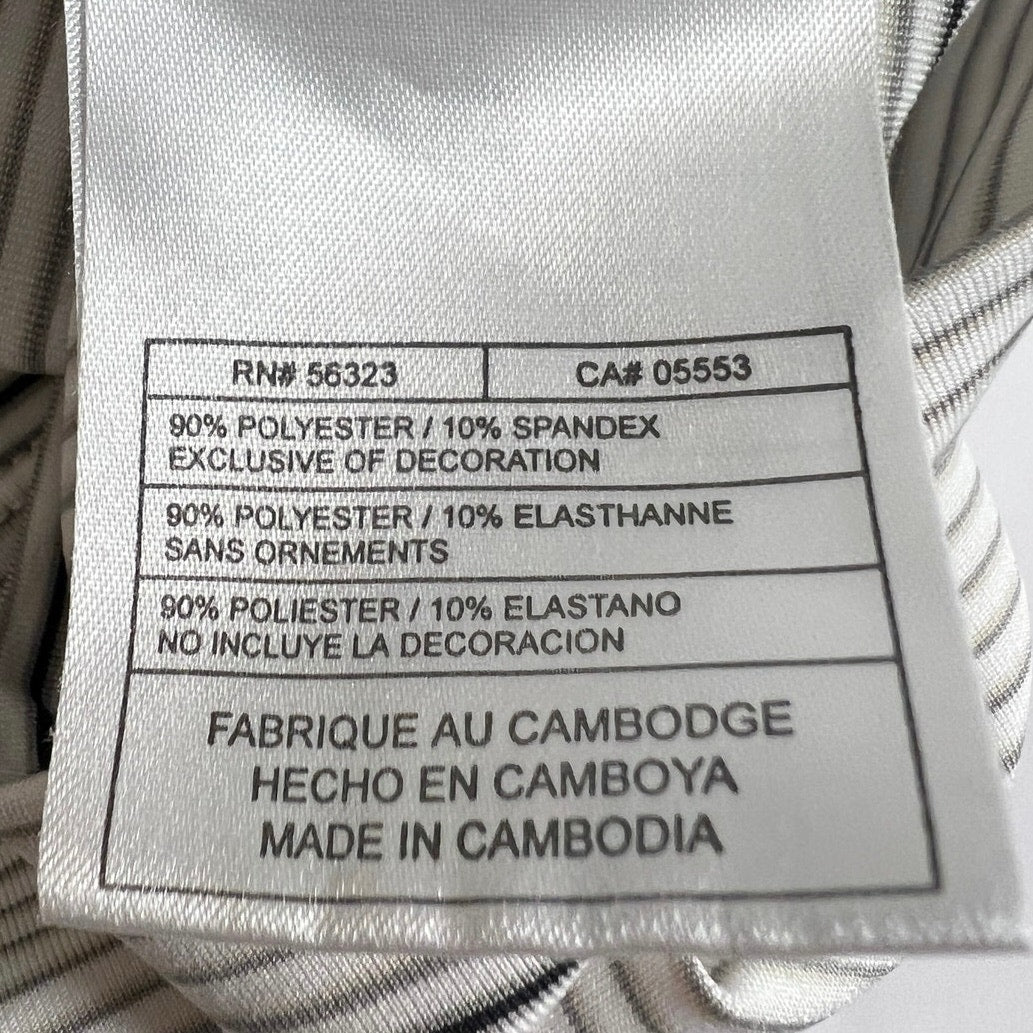 RN# 56323 CA# 05553
90% POLYESTER / 10% SPANDEX
EXCLUSIVE OF DECORATION
90% POLYESTER / 10% ELASTHANNE
SANS ORNEMENTS
90% POLIESTER / 10% ELASTANO
NO INCLUYE LA DECORACION
FABRIQUE AU CAMBODGE
HECHO EN CAMBOYA
MADE IN CAMBODIA